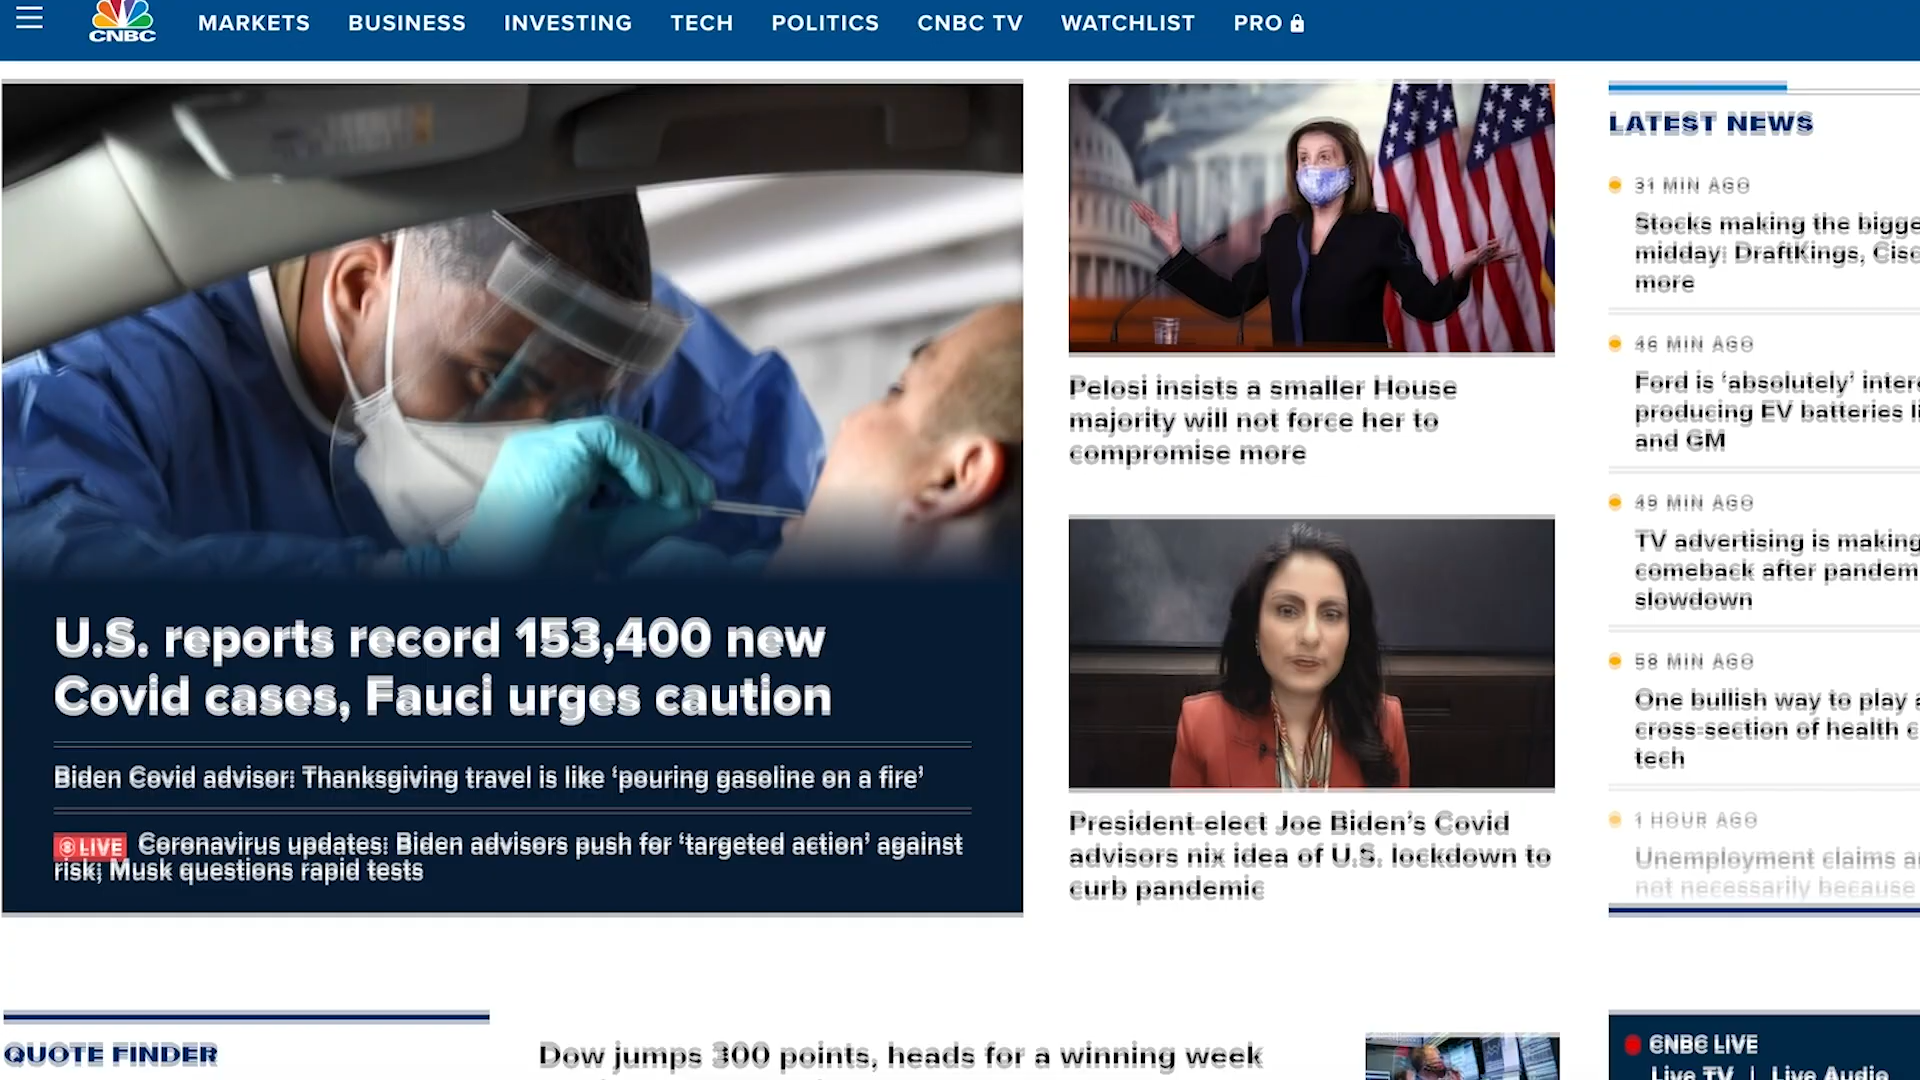 CNBC
MARKETS BUSINESS INVESTING TECH POLITICS CNBC TV WATCHLIST PRO
U.S. reports record 153,400 new
Covid cases, Fauci urges caution
Biden Covid advisor: Thanksgiving travel is like ‘pouring gasoline on a fire’
LIVE Coronavirus updates: Biden advisors push for ‘targeted action’ against
risk; Musk questions rapid tests
Pelosi insists a smaller House
majority will not force her to
compromise more
President-elect Joe Biden’s Covid
advisors nix idea of U.S. lockdown to
curb pandemic
LATEST NEWS
31 MIN AGO
Stocks making the bigge
midday: DraftKings, Cisc
more
46 MIN AGO
Ford is ‘absolutely’ inter
producing EV batteries li
and GM
49 MIN AGO
TV advertising is making
comeback after pandem
slowdown
58 MIN AGO
One bullish way to play a
cross-section of health c
tech
1 HOUR AGO
Unemployment claims a
not necessarily because
QUOTE FINDER
Dow jumps 300 points, heads for a winning week
CNBC LIVE
Live TV | Live Audio